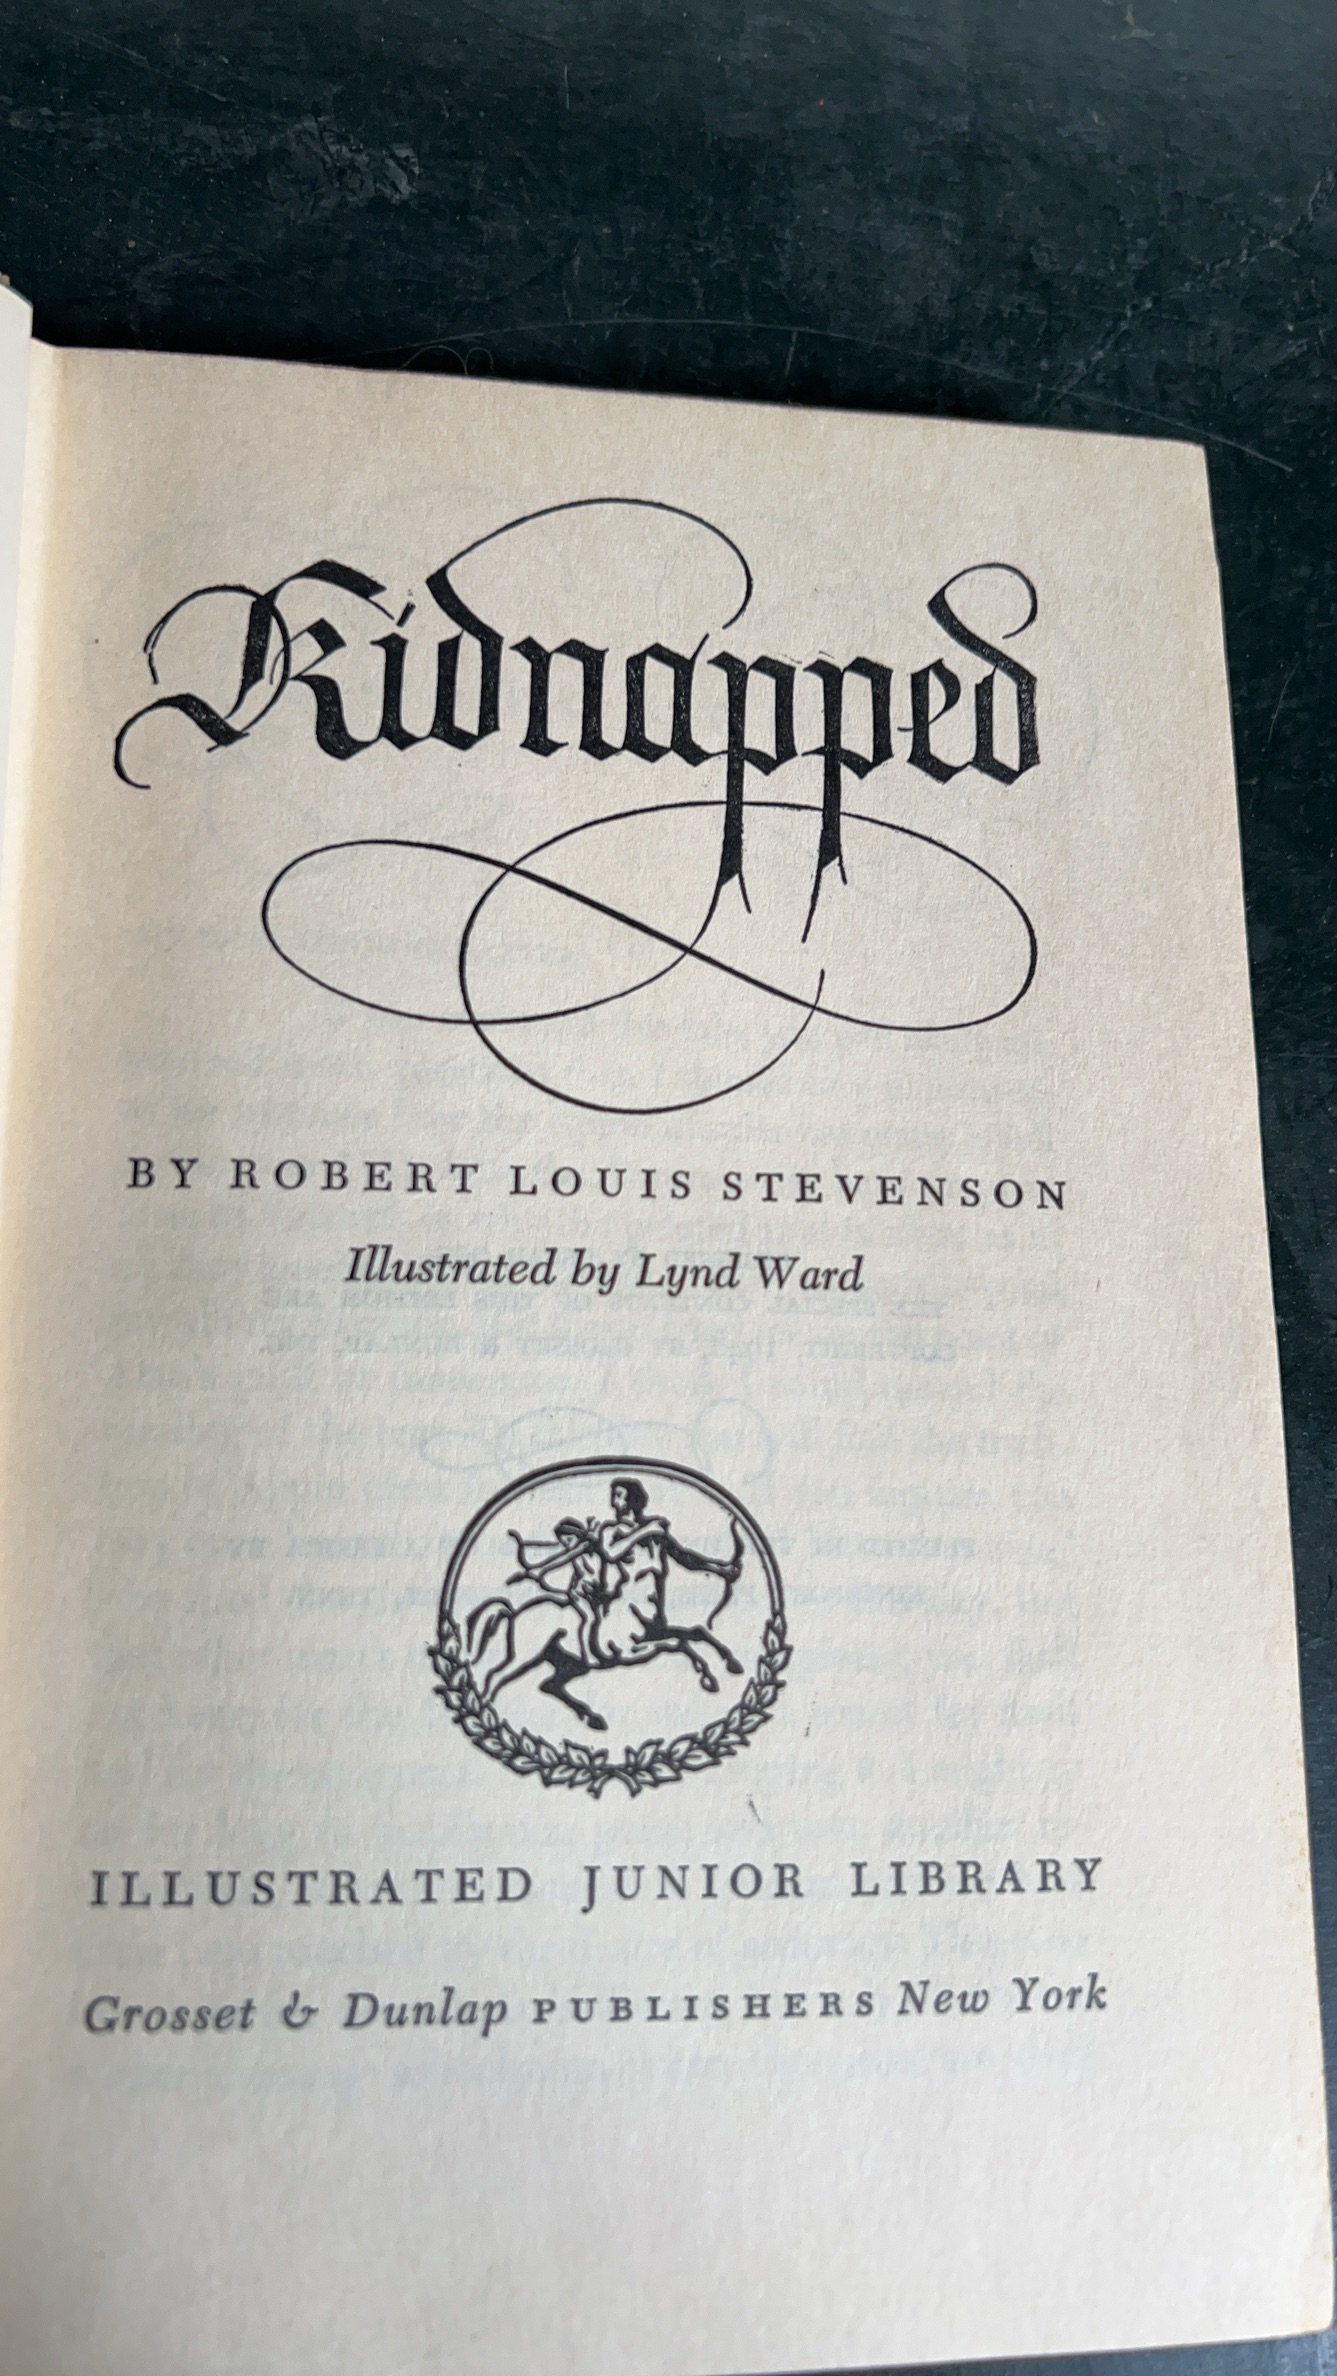 Kidnapped
BY ROBERT LOUIS STEVENSON
Illustrated by Lynd Ward
ILLUSTRATED JUNIOR LIBRARY
Grosset & Dunlap PUBLISHERS New York